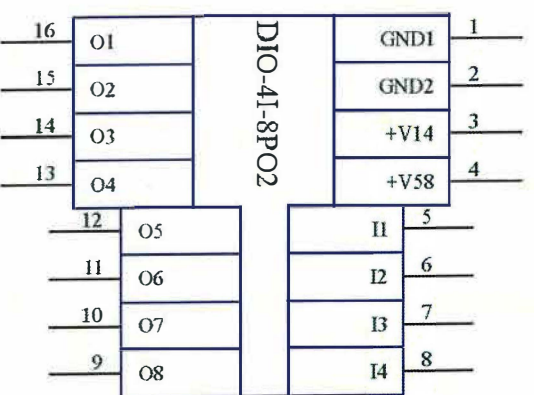 16 O1 DIO-4I-8PO2 GND1 1
15 O2 GND2 2
14 O3 +V14 3
13 O4 +V58 4
12 O5 I1 5
11 O6 I2 6
10 O7 I3 7
9 O8 I4 8